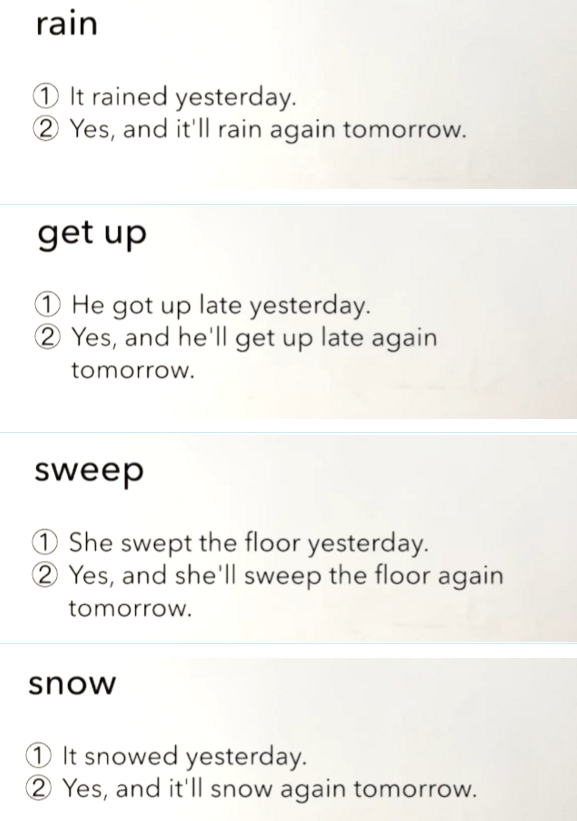 rain
① It rained yesterday.
② Yes, and it'll rain again tomorrow.
get up
① He got up late yesterday.
② Yes, and he'll get up late again
tomorrow.
sweep
① She swept the floor yesterday.
② Yes, and she'll sweep the floor again
tomorrow.
snow
① It snowed yesterday.
② Yes, and it'll snow again tomorrow.